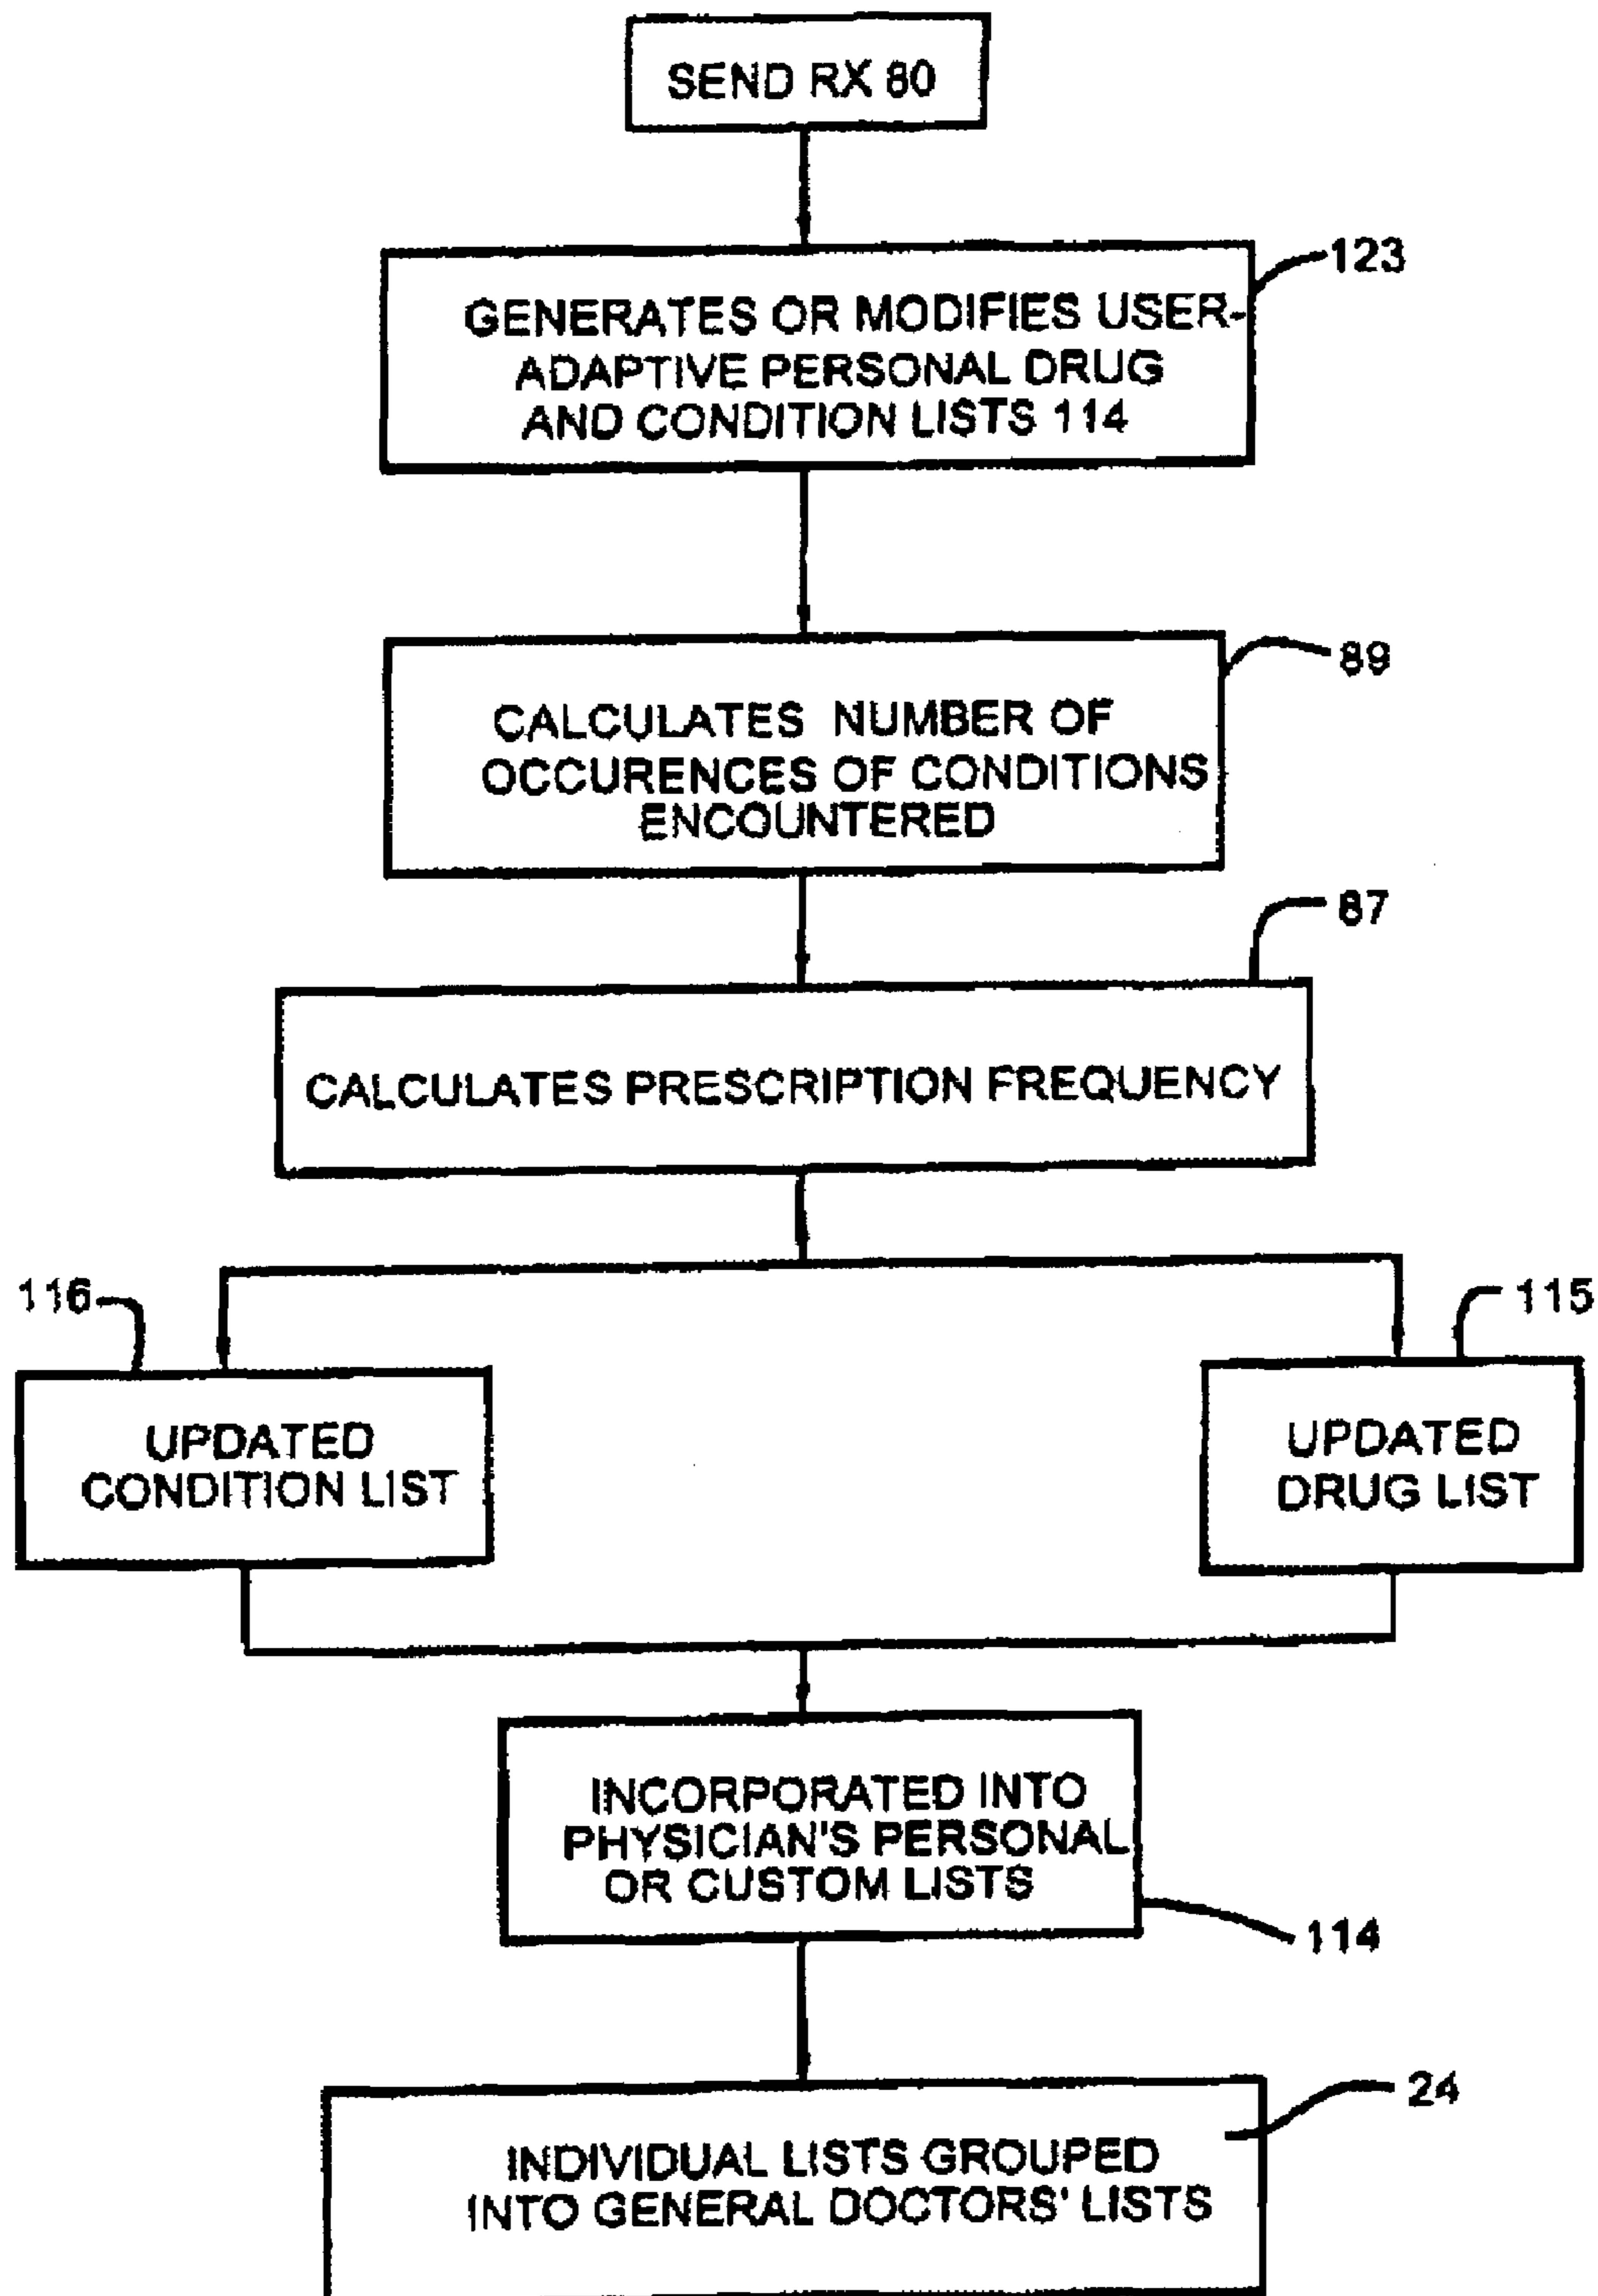 SEND RX 80
123
GENERATES OR MODIFIES USER-
ADAPTIVE PERSONAL DRUG
AND CONDITION LISTS 114
89
CALCULATES NUMBER OF
OCCURENCES OF CONDITIONS
ENCOUNTERED
87
CALCULATES PRESCRIPTION FREQUENCY
116
115
UPDATED
CONDITION LIST
UPDATED
DRUG LIST
INCORPORATED INTO
PHYSICIAN'S PERSONAL
OR CUSTOM LISTS
114
24
INDIVIDUAL LISTS GROUPED
INTO GENERAL DOCTORS' LISTS